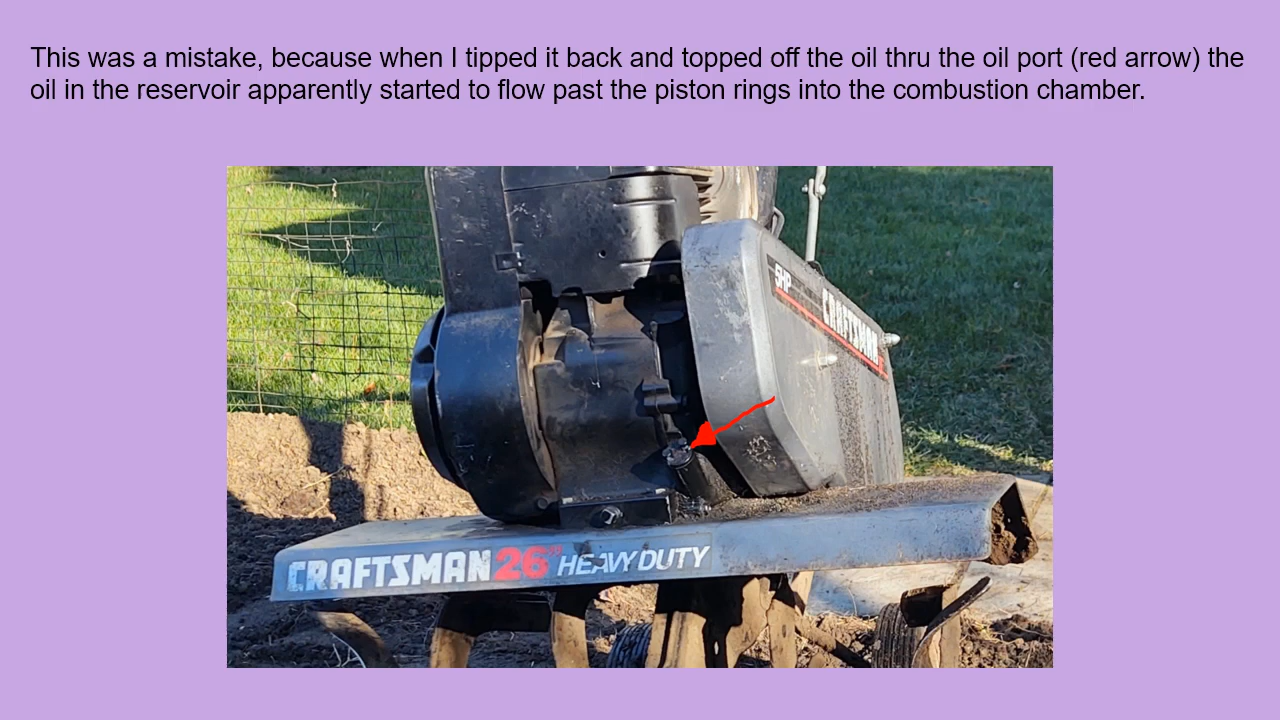 This was a mistake, because when I tipped it back and topped off the oil thru the oil port (red arrow) the
oil in the reservoir apparently started to flow past the piston rings into the combustion chamber.
5HP
CRAFTSMAN
CRAFTSMAN 26" HEAVY DUTY